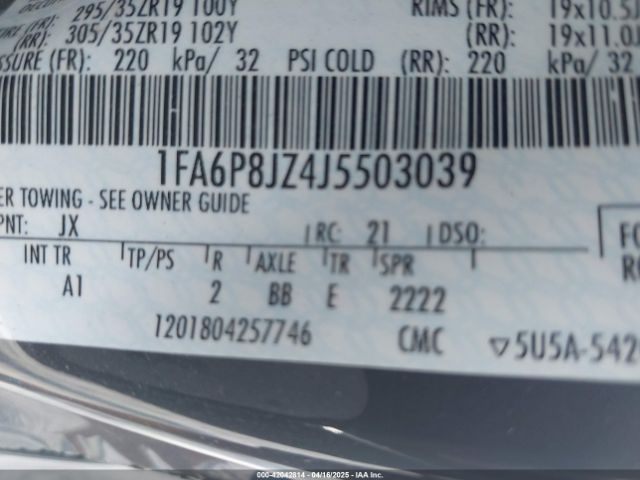 (FR): 295/35ZR19 100Y RIMS (FR): 19x10.5
(RR): 305/35ZR19 102Y (RR): 19x11.0
SSURE (FR): 220 kPa/ 32 PSI COLD (RR): 220 kPa/ 32
1FA6P8JZ4J5503039
ER TOWING - SEE OWNER GUIDE
PNT: JX RC: 21 DSO: FO
INT TR TP/PS R AXLE TR SPR
A1 2 BB E 2222
1201804257746 CMC ▽5U5A-542
000-42042814 - 04/16/2025 - IAA Inc.